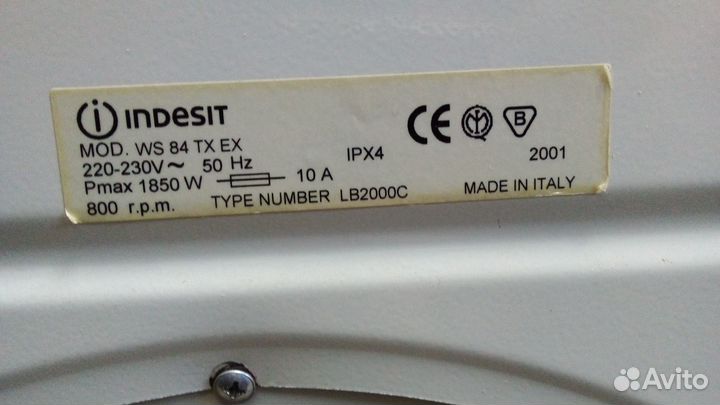 INDESIT
MOD. WS 84 TX EX
220-230V~ 50 Hz IPX4 2001
Pmax 1850 W 10 A
800 r.p.m. TYPE NUMBER LB2000C MADE IN ITALY
CE
B
Avito